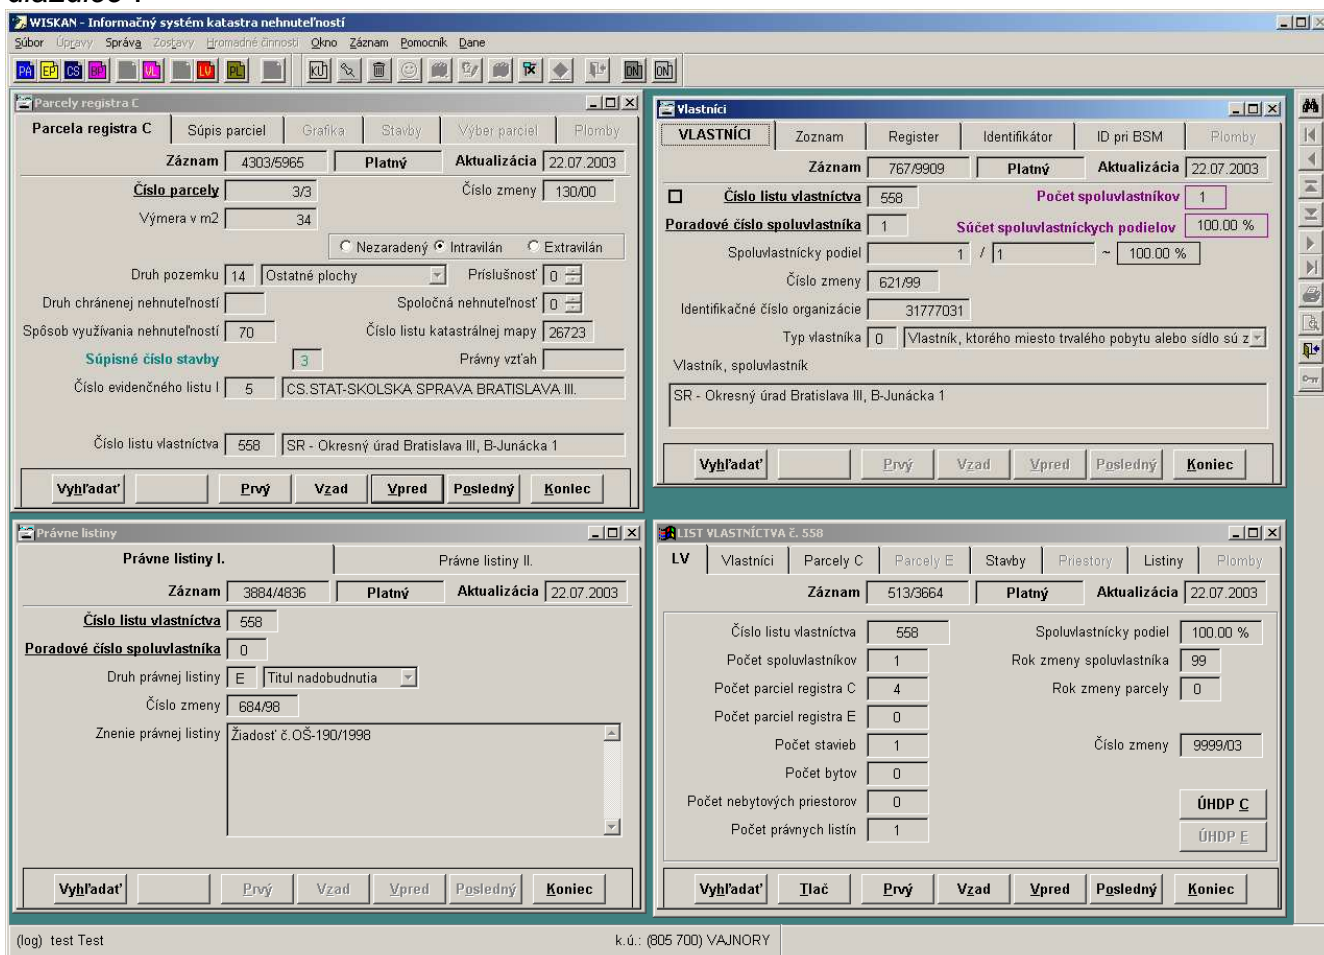 WISKAN - Informačný systém katastra nehnuteľností
Súbor Úpravy Správa Zostavy Hromadné činnosti Okno Záznam Pomocník Dane
PA EP CS BP VL LV PL KU DN ON
Parcely registra C
Parcela registra C Súpis parciel Grafika Stavby Výber parciel Plomby
Záznam 4303/5965 Platný Aktualizácia 22.07.2003
Číslo parcely 3/3 Číslo zmeny 130/00
Výmera v m2 34
Nezaradený Intravilán Extravilán
Druh pozemku 14 Ostatné plochy Príslušnosť 0
Druh chránenej nehnuteľností Spoločná nehnuteľnosť 0
Spôsob využívania nehnuteľností 70 Číslo listu katastrálnej mapy 26723
Súpisné číslo stavby 3 Právny vzťah
Číslo evidenčného listu I 5 CS.STAT-SKOLSKA SPRAVA BRATISLAVA III.
Číslo listu vlastníctva 558 SR - Okresný úrad Bratislava III, B-Junácka 1
Vyhľadať Prvý Vzad Vpred Posledný Koniec
Vlastníci
VLASTNÍCI Zoznam Register Identifikátor ID pri BSM Plomby
Záznam 767/9909 Platný Aktualizácia 22.07.2003
Číslo listu vlastníctva 558 Počet spoluvlastníkov 1
Poradové číslo spoluvlastníka 1 Súčet spoluvlastníckych podielov 100.00 %
Spoluvlastnícky podiel 1 / 1 ~ 100.00 %
Číslo zmeny 621/99
Identifikačné číslo organizácie 31777031
Typ vlastníka 0 Vlastník, ktorého miesto trvalého pobytu alebo sídlo sú z
Vlastník, spoluvlastník
SR - Okresný úrad Bratislava III, B-Junácka 1
Vyhľadať Prvý Vzad Vpred Posledný Koniec
Právne listiny
Právne listiny I. Právne listiny II.
Záznam 3884/4836 Platný Aktualizácia 22.07.2003
Číslo listu vlastníctva 558
Poradové číslo spoluvlastníka 0
Druh právnej listiny E Titul nadobudnutia
Číslo zmeny 684/98
Znenie právnej listiny Žiadosť č.OŠ-190/1998
Vyhľadať Prvý Vzad Vpred Posledný Koniec
LIST VLASTNÍCTVA č. 558
LV Vlastníci Parcely C Parcely E Stavby Priestory Listiny Plomby
Záznam 513/3664 Platný Aktualizácia 22.07.2003
Číslo listu vlastníctva 558 Spoluvlastnícky podiel 100.00 %
Počet spoluvlastníkov 1 Rok zmeny spoluvlastníka 99
Počet parciel registra C 4 Rok zmeny parcely 0
Počet parciel registra E 0
Počet stavieb 1 Číslo zmeny 9999/03
Počet bytov 0
Počet nebytových priestorov 0 ÚHDP C
Počet právnych listín 1 ÚHDP E
Vyhľadať Tlač Prvý Vzad Vpred Posledný Koniec
(log) test Test k.ú.: (805 700) VAJNORY